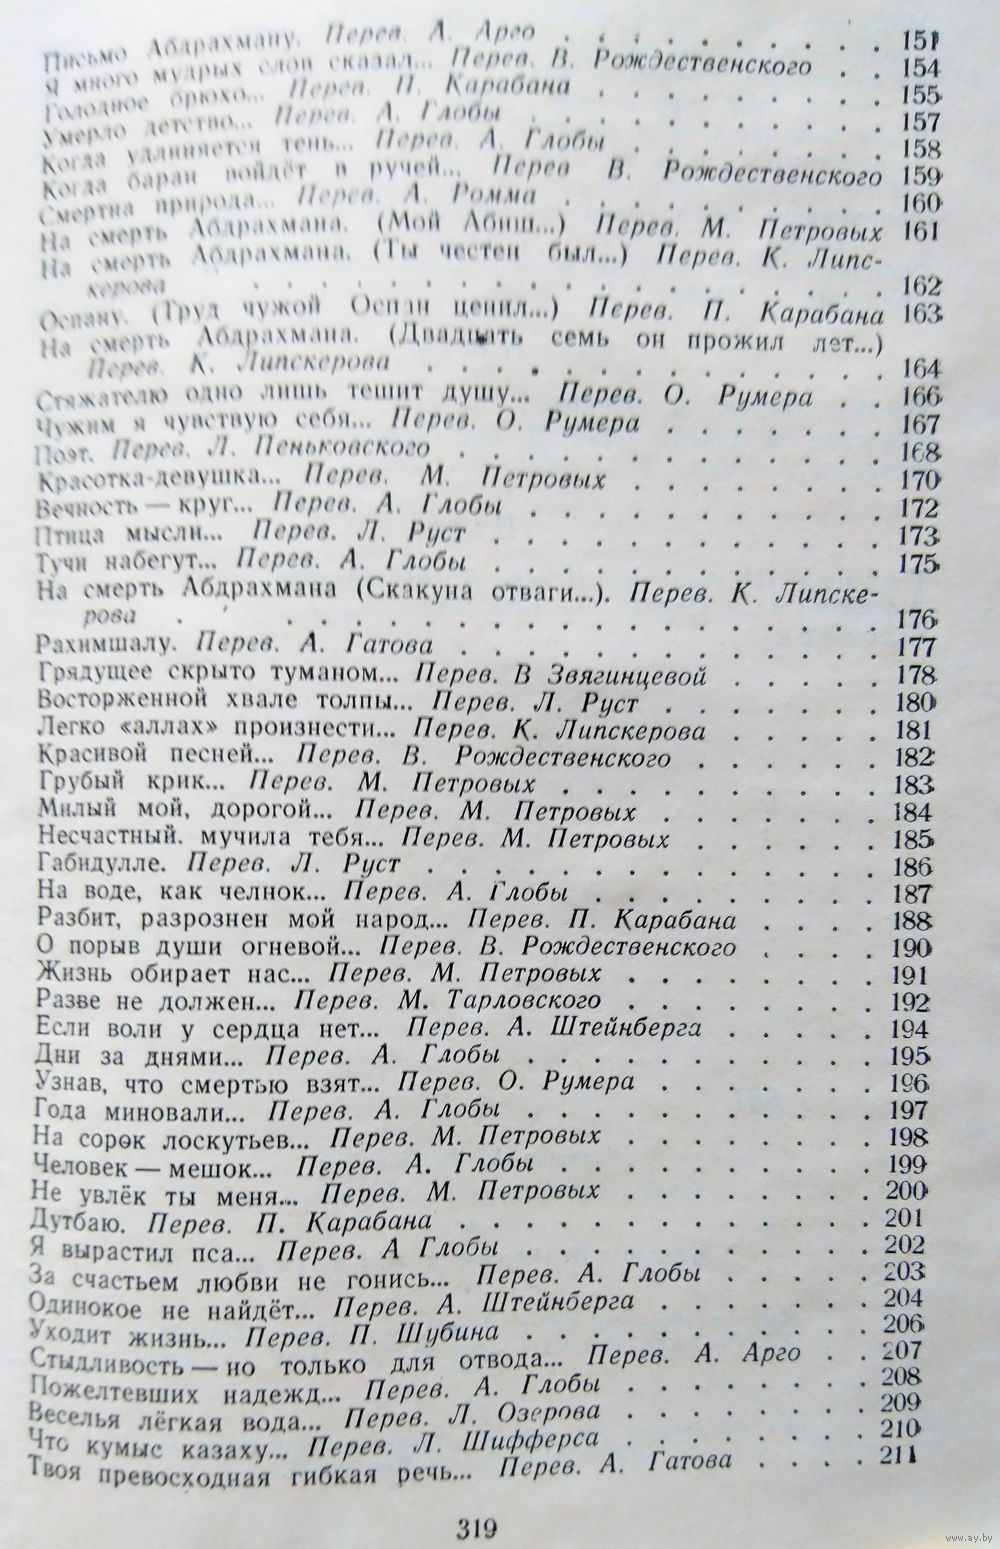 Письмо Абдрахману. Перев. А. Арго . . . . . . . . . . 151
Я много мудрых слов сказал... Перев. В. Рождественского . . 154
Голодное брюхо... Перев. П. Карабана . . . . . . . . . 155
Умерло детство... Перев. А. Глобы . . . . . . . . . . . 157
Когда удлиняется тень... Перев. А. Глобы . . . . . . . . 158
Когда баран войдёт в ручей... Перев В. Рождественского 159
Смертна природа... Перев. А. Ромма . . . . . . . . . . 160
На смерть Абдрахмана. (Мой Абиш...) Перев. М. Петровых 161
На смерть Абдрахмана. (Ты честен был...) Перев. К. Липс-
керова . . . . . . . . . . . . . . . . . . . 162
Оспану. (Труд чужой Оспан ценил...) Перев. П. Карабана 163
На смерть Абдрахмана. (Двадцать семь он прожил лет...)
Перев. К. Липскерова . . . . . . . . . . . . . . 164
Стяжателю одно лишь тешит душу... Перев. О. Румера . . 166
Чужим я чувствую себя... Перев. О. Румера . . . . . . . 167
Поэт. Перев. Л. Пеньковского . . . . . . . . . . . . . 168
Красотка-девушка... Перев. М. Петровых . . . . . . . . 170
Вечность — круг... Перев. А. Глобы . . . . . . . . . . . 172
Птица мысли... Перев. Л. Руст . . . . . . . . . . . . 173
Тучи набегут... Перев. А. Глобы . . . . . . . . . . . . 175
На смерть Абдрахмана (Скакуна отваги...). Перев. К. Липске-
рова . . . . . . . . . . . . . . . . . . . 176
Рахимшалу. Перев. А. Гатова . . . . . . . . . . . . . 177
Грядущее скрыто туманом... Перев. В Звягинцевой . . . . . 178
Восторженной хвале толпы... Перев. Л. Руст . . . . . . . 180
Легко «аллах» произнести... Перев. К. Липскерова . . . . . 181
Красивой песней... Перев. В. Рождественского . . . . . . 182
Грубый крик... Перев. М. Петровых . . . . . . . . . . 183
Милый мой, дорогой... Перев. М. Петровых . . . . . . . 184
Несчастный. мучила тебя... Перев. М. Петровых . . . . . . 185
Габидулле. Перев. Л. Руст . . . . . . . . . . . . . . 186
На воде, как челнок... Перев. А. Глобы . . . . . . . . . 187
Разбит, разрознен мой народ... Перев. П. Карабана . . . . 188
О порыв души огневой... Перев. В. Рождественского . . . . 190
Жизнь обирает нас... Перев. М. Петровых . . . . . . . . 191
Разве не должен... Перев. М. Тарловского . . . . . . . . 192
Если воли у сердца нет... Перев. А. Штейнберга . . . . . 194
Дни за днями... Перев. А. Глобы . . . . . . . . . . . 195
Узнав, что смертью взят... Перев. О. Румера . . . . . . . 196
Года миновали... Перев. А. Глобы . . . . . . . . . . . 197
На сорок лоскутьев... Перев. М. Петровых . . . . . . . . 198
Человек — мешок... Перев. А. Глобы . . . . . . . . . . 199
Не увлёк ты меня... Перев. М. Петровых . . . . . . . . 200
Дутбаю. Перев. П. Карабана . . . . . . . . . . . . . 201
Я вырастил пса... Перев. А Глобы . . . . . . . . . . . 202
За счастьем любви не гонись... Перев. А. Глобы . . . . . 203
Одинокое не найдёт... Перев. А. Штейнберга . . . . . . . 204
Уходит жизнь... Перев. П. Шубина . . . . . . . . . . . 206
Стыдливость — но только для отвода... Перев. А. Арго . . 207
Пожелтевших надежд... Перев. А. Глобы . . . . . . . . 208
Веселья лёгкая вода... Перев. Л. Озерова . . . . . . . . 209
Что кумыс казаху... Перев. Л. Шифферса . . . . . . . . 210
Твоя превосходная гибкая речь... Перев. А. Гатова . . . . 211
319
www.ay.by